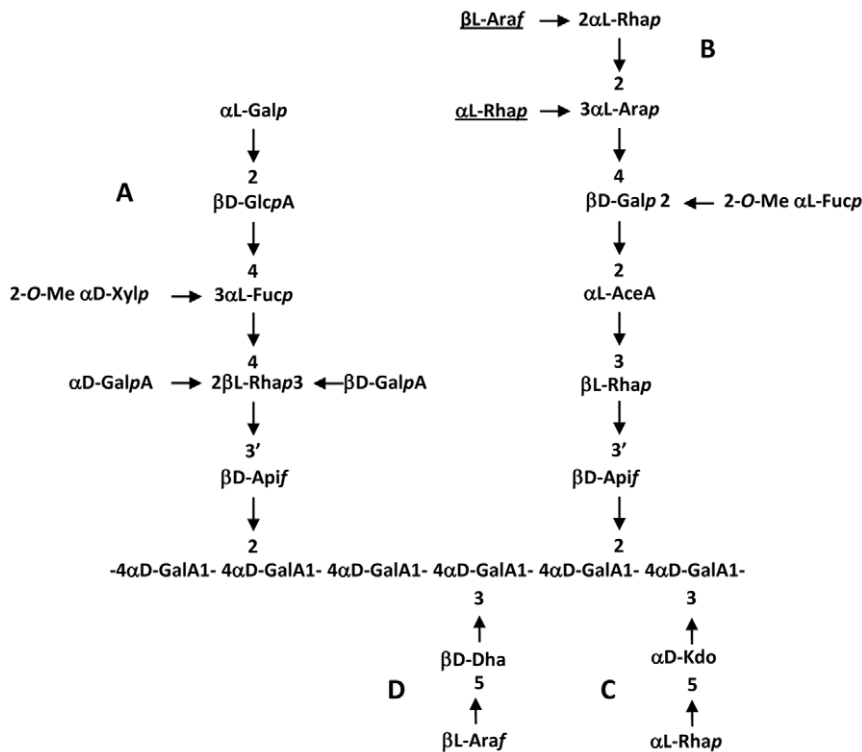 βL-Araf 2αL-Rhap
B
2
αL-Galp αL-Rhap 3αL-Arap
2 4
A βD-GlcpA βD-Galp 2 2-O-Me αL-Fucp
4 2
2-O-Me αD-Xylp 3αL-Fucp αL-AceA
4 3
αD-GalpA 2βL-Rhap3 βD-GalpA βL-Rhap
3’ 3’
βD-Apif βD-Apif
2 2
-4αD-GalA1- 4αD-GalA1- 4αD-GalA1- 4αD-GalA1- 4αD-GalA1- 4αD-GalA1-
3 3
βD-Dha αD-Kdo
D 5 C 5
βL-Araf αL-Rhap